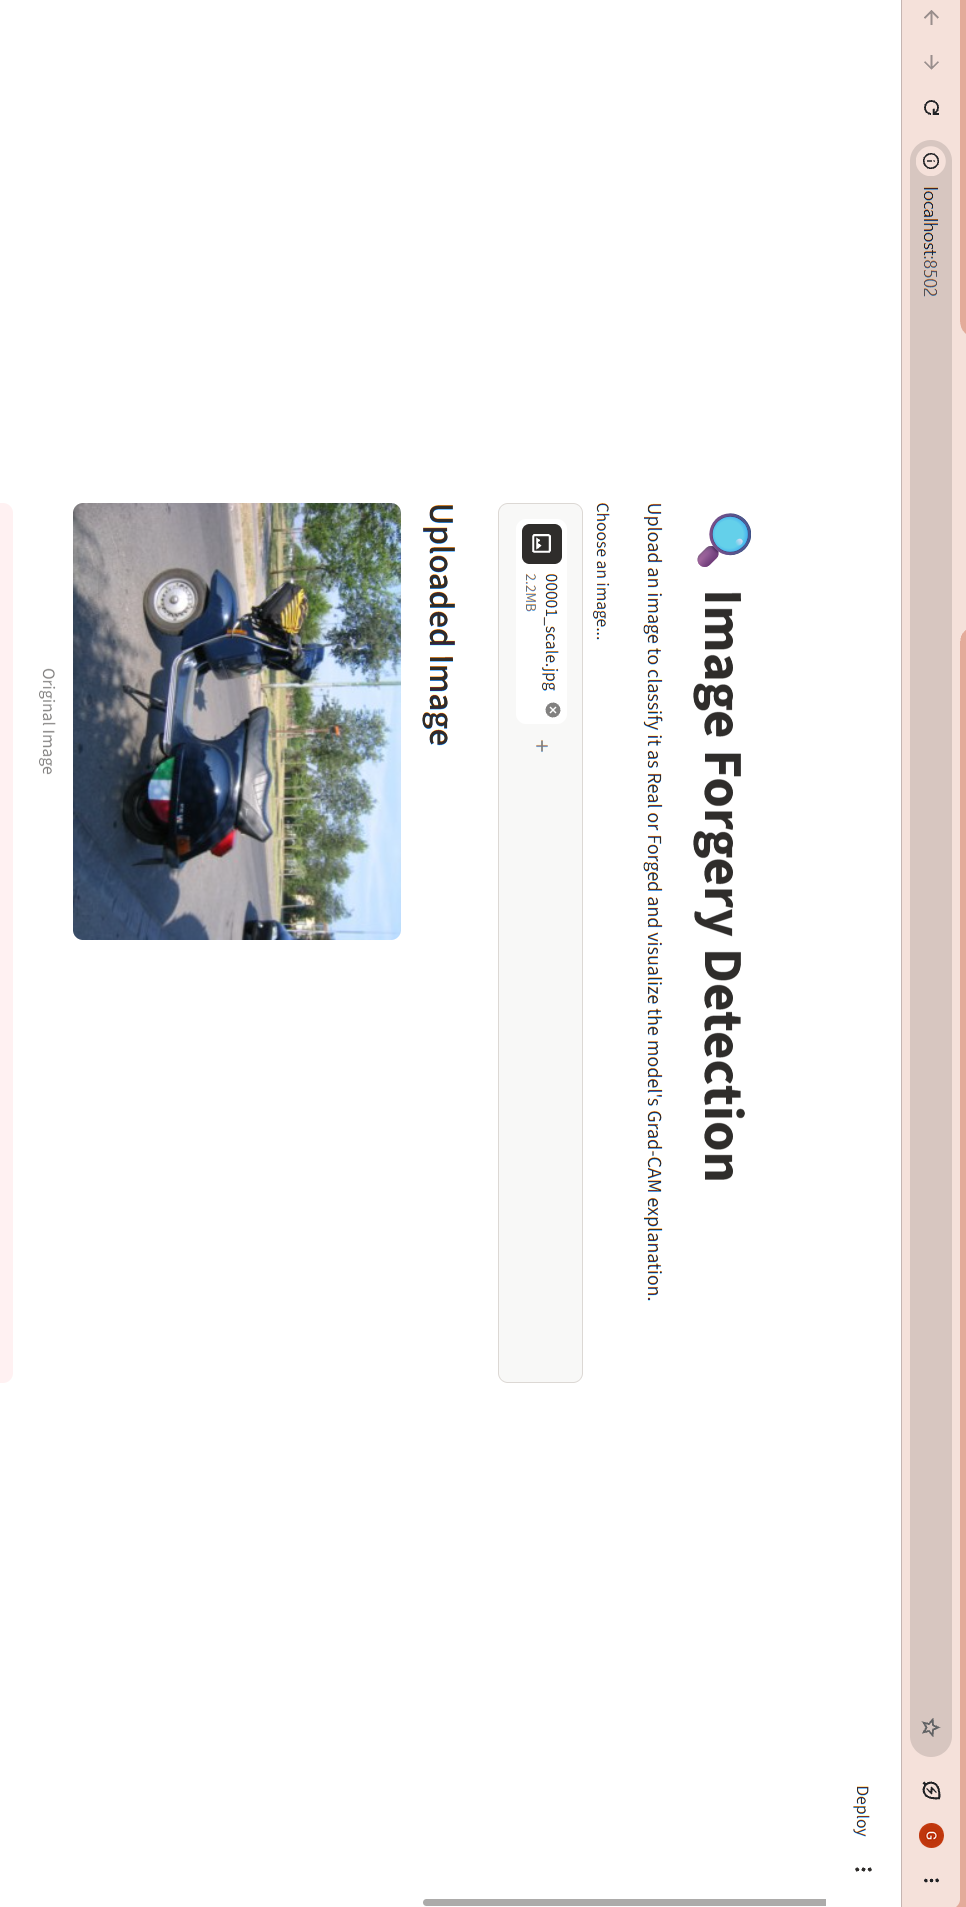 localhost:8502
Deploy
Image Forgery Detection
Upload an image to classify it as Real or Forged and visualize the model's Grad-CAM explanation.
Choose an image...
00001_scale.jpg
2.2MB
Uploaded Image
Original Image
G